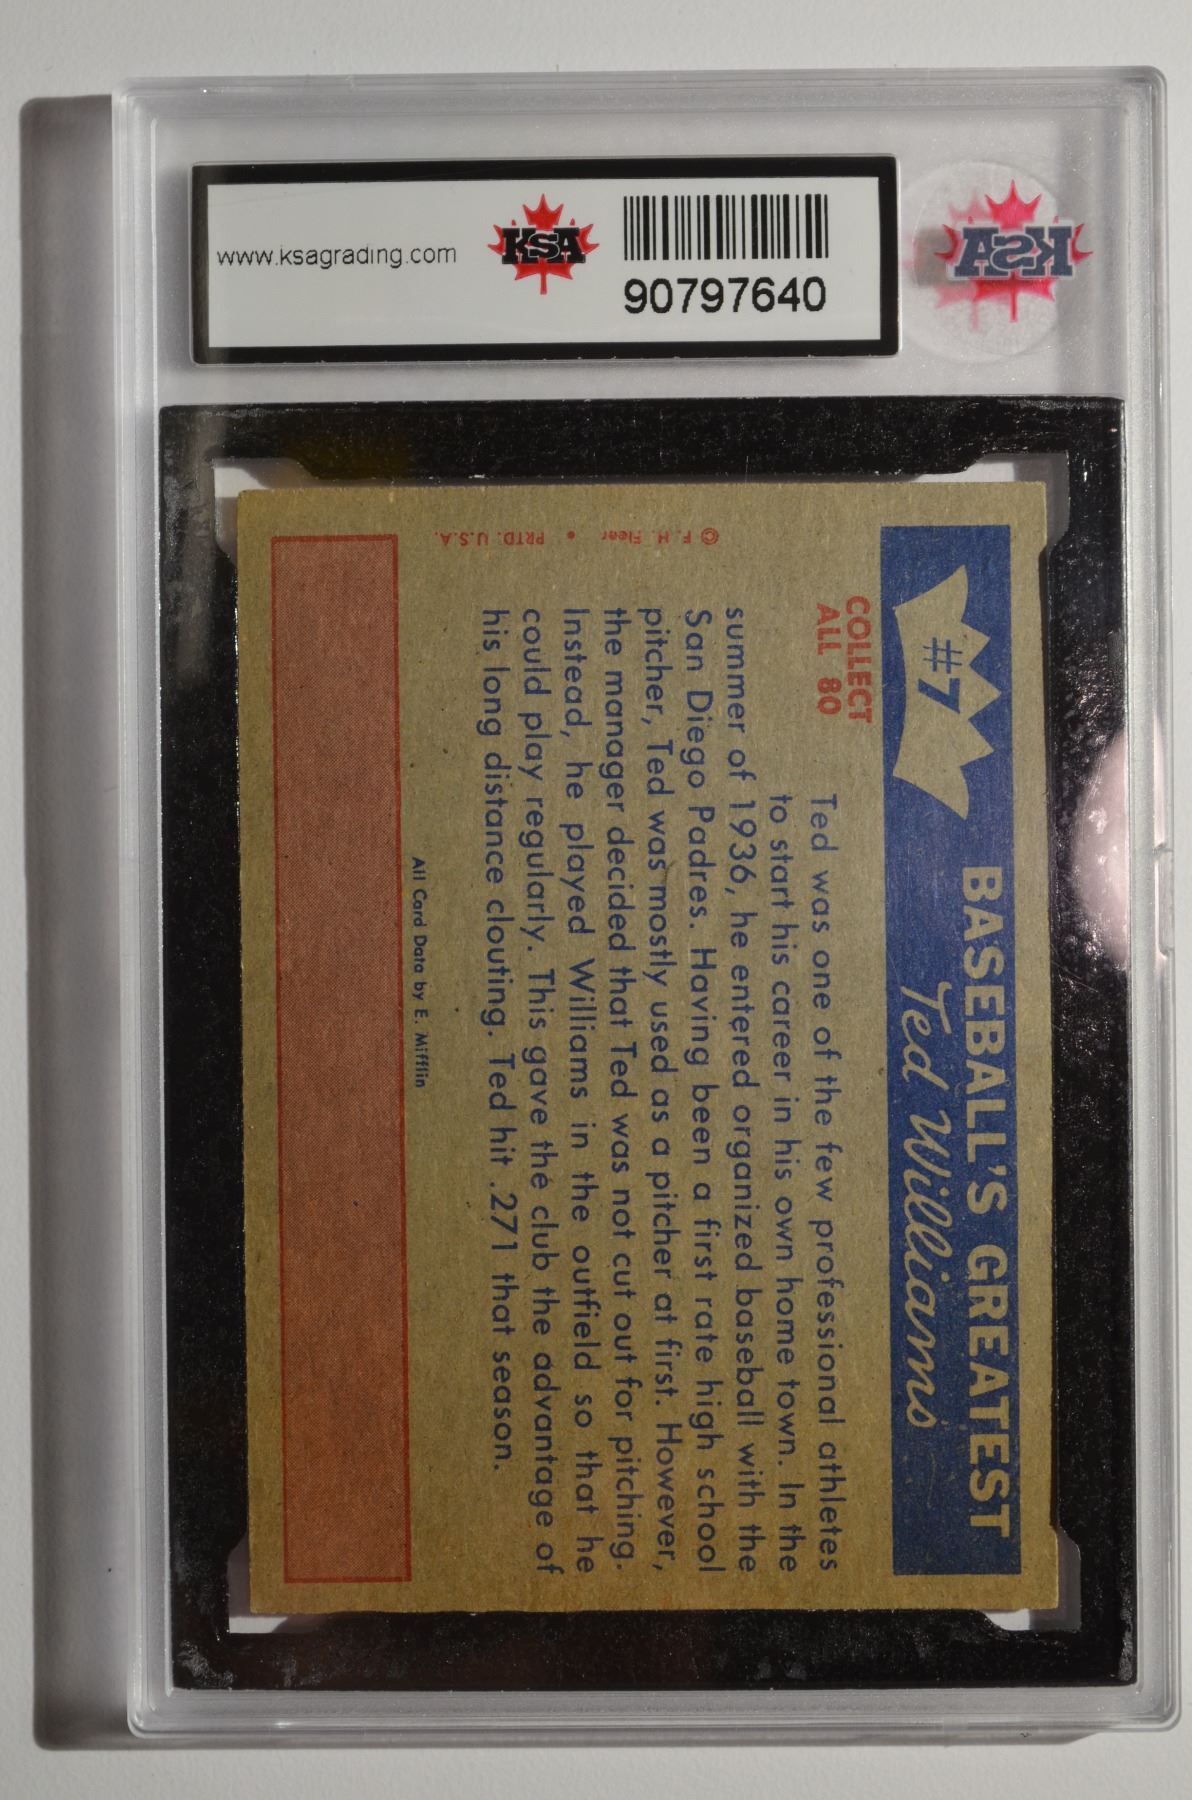 www.ksagrading.com
KSA
90797640
KSA
#7
BASEBALL'S GREATEST
Ted Williams
COLLECT
ALL 80
Ted was one of the few professional athletes
to start his career in his own home town. In the
summer of 1936, he entered organized baseball with the
San Diego Padres. Having been a first rate high school
pitcher, Ted was mostly used as a pitcher at first. However,
the manager decided that Ted was not cut out for pitching.
Instead, he played Williams in the outfield so that he
could play regularly. This gave the club the advantage of
his long distance clouting. Ted hit .271 that season.
All Card Data by E. Mifflin
© F. H. Fleer • PRTD. U.S.A.